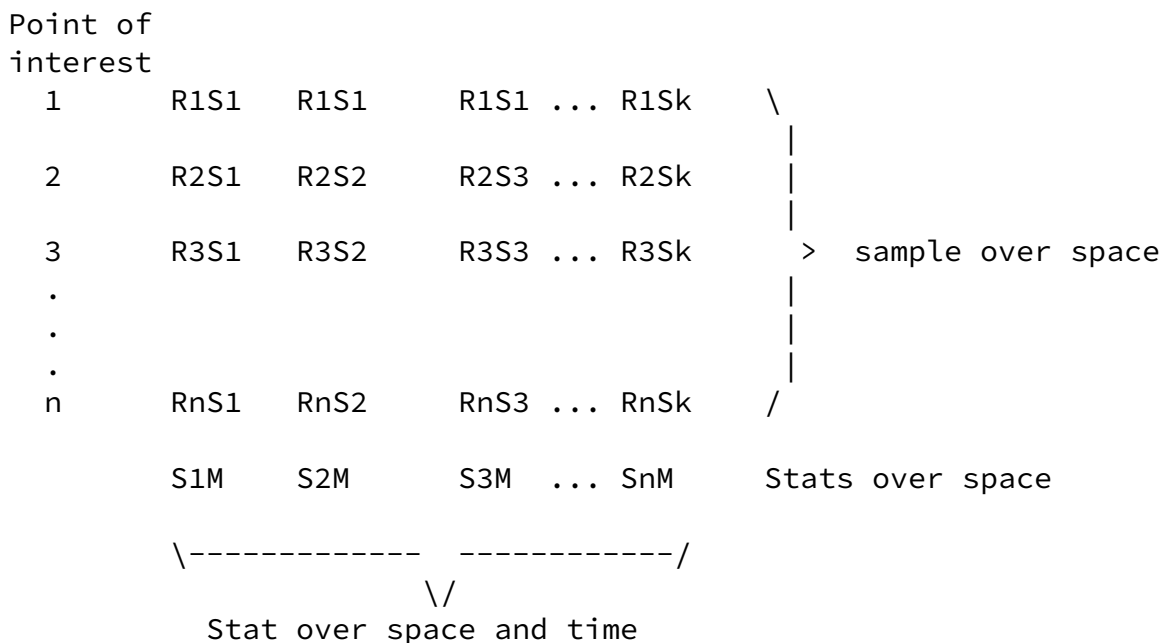 Point of
interest
1 R1S1 R1S1 R1S1 ... R1Sk \
|
2 R2S1 R2S2 R2S3 ... R2Sk |
|
3 R3S1 R3S2 R3S3 ... R3Sk > sample over space
. |
. |
. |
n RnS1 RnS2 RnS3 ... RnSk /
S1M S2M S3M ... SnM Stats over space
\------------- ------------/
\/
Stat over space and time